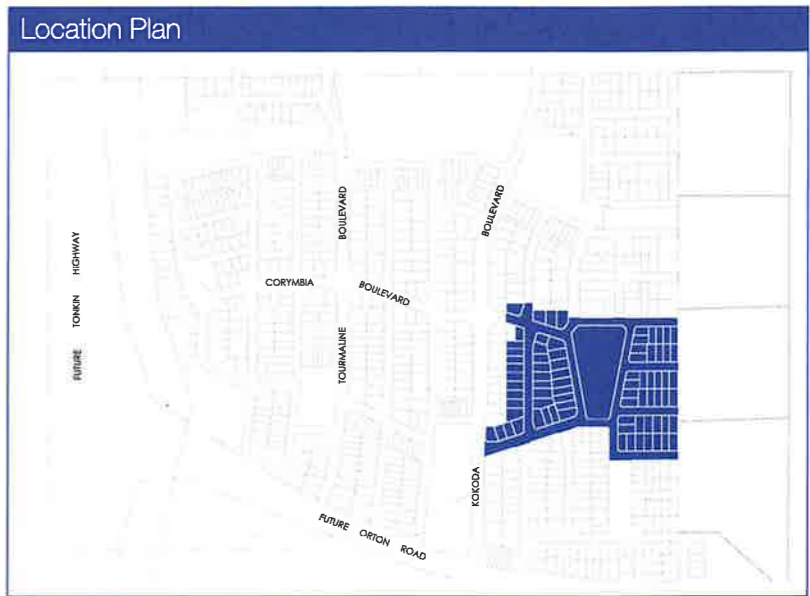 Location Plan
BOULEVARD
BOULEVARD
FUTURE TONKIN HIGHWAY
CORYMBIA
BOULEVARD
TOURMALINE
KOKODA
FUTURE ORTON ROAD